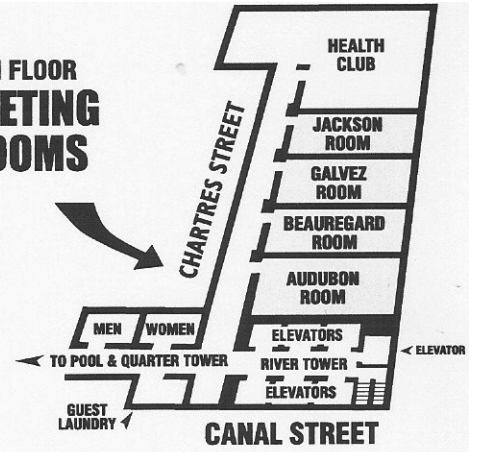 FLOOR
ETING
OOMS
HEALTH
CLUB
JACKSON
ROOM
GALVEZ
ROOM
BEAUREGARD
ROOM
AUDUBON
ROOM
CHARTRES STREET
MEN
WOMEN
ELEVATORS
TO POOL & QUARTER TOWER
RIVER TOWER
ELEVATOR
ELEVATORS
GUEST
LAUNDRY
CANAL STREET